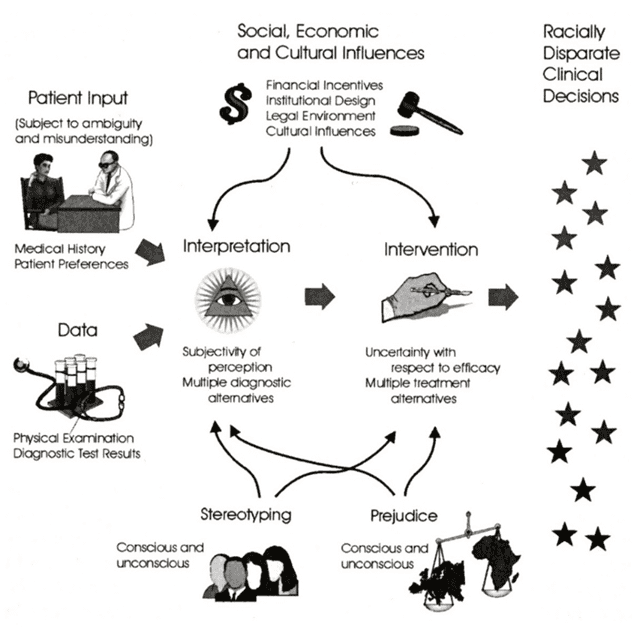 Social, Economic
and Cultural Influences
Financial Incentives
Institutional Design
Legal Environment
Cultural Influences
Racially
Disparate
Clinical
Decisions
Patient Input
(Subject to ambiguity
and misunderstanding)
Medical History
Patient Preferences
Interpretation
Subjectivity of
perception
Multiple diagnostic
alternatives
Intervention
Uncertainty with
respect to efficacy
Multiple treatment
alternatives
Data
Physical Examination
Diagnostic Test Results
Stereotyping
Conscious and
unconscious
Prejudice
Conscious and
unconscious